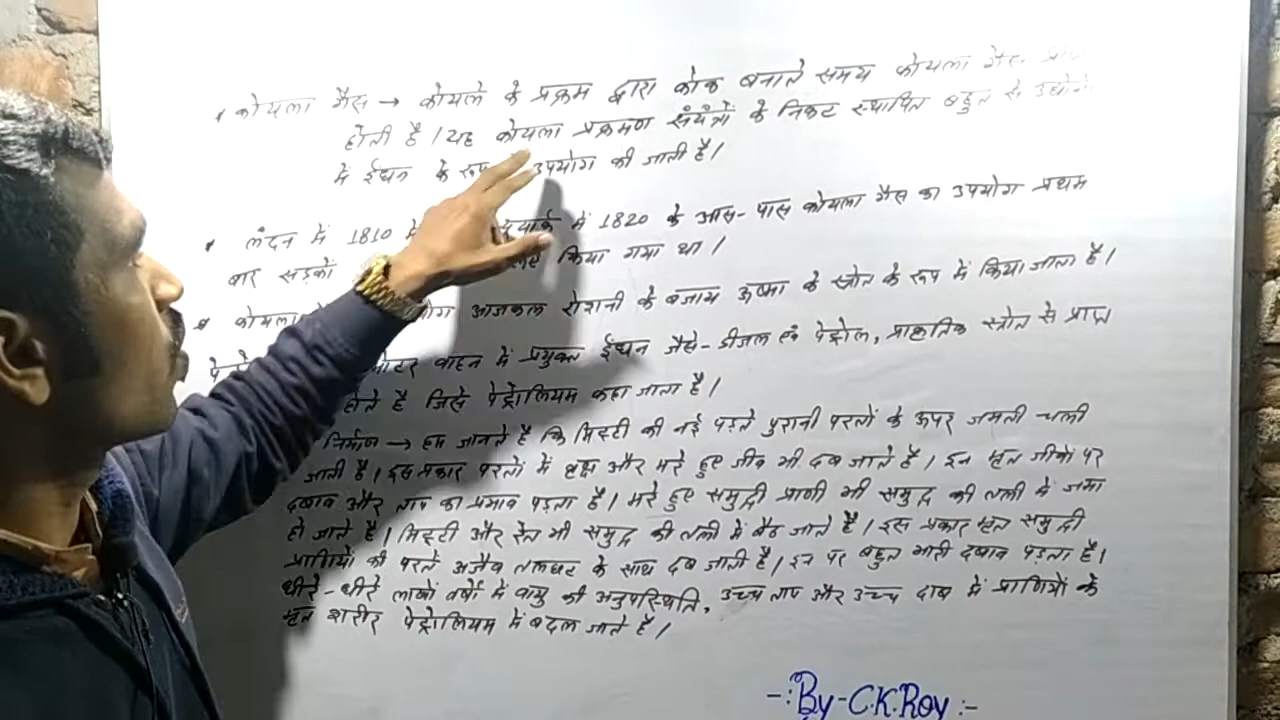 कोयला गैस → कोयले के प्रक्रम द्वारा कोक बनाते समय कोयला गैस
होती है। यह कोयला प्रक्रमण संयंत्रों के निकट स्थापित बहुत से उद्योगों
में ईंधन के रूप उपयोग की जाती है।
लंदन में 1810 में में 1820 के आस-पास कोयला गैस का उपयोग प्रथम
बार सड़कों किया गया था।
कोयला आजकल रोशनी के बजाय ऊष्मा के स्त्रोत के रूप में किया जाता है।
वाहन में प्रयुक्त ईंधन जैसे-डीजल एवं पेट्रोल, प्राकृतिक स्त्रोत से प्राप्त
होते है जिसे पेट्रोलियम कहा जाता है।
निर्माण → हम जानते है कि मिट्टी की नई पड़ते पुरानी परतों के ऊपर जमती चली
जाती है। इस प्रकार परतों में वृक्ष और मरे हुए जीव भी दब जाते है। इन मृत जीवों पर
दबाव और ताप का प्रभाव पड़ता है। मरे हुए समुद्री प्राणी भी समुद्र की तली में जमा
हो जाते है। मिट्टी और रेत भी समुद्र की तली में बैठ जाते है। इस प्रकार मृत समुद्री
प्राणियों की परते अजैव तलछट के साथ दब जाती है। इन पर बहुत भारी दबाव पड़ता है।
धीरे-धीरे लाखों वर्षों में वायु की अनुपस्थिति, उच्च ताप और उच्च दाब में प्राणियों के
मृत शरीर पेट्रोलियम में बदल जाते है।
-:By-C.K.Roy:-